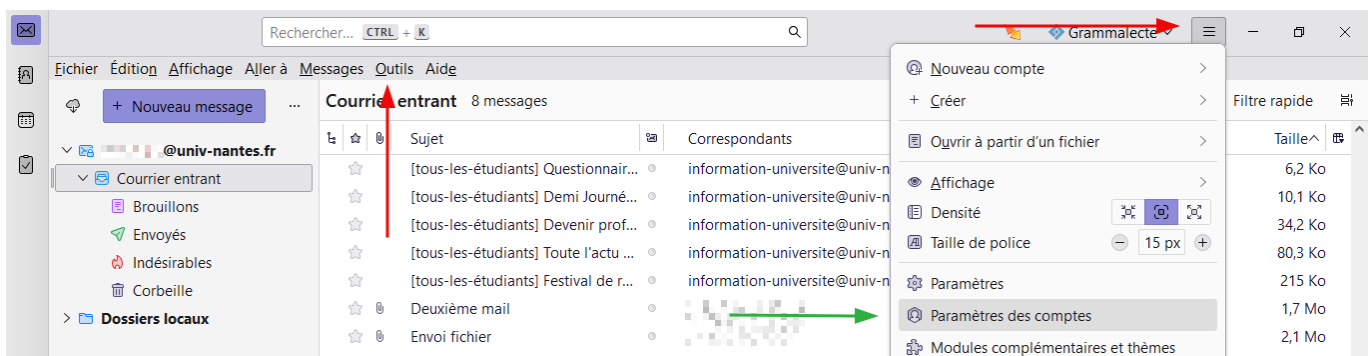 Rechercher... CTRL + K
Grammalecte
Fichier Édition Affichage Aller à Messages Outils Aide
+ Nouveau message
Courrier entrant 8 messages
Filtre rapide
Sujet Correspondants Taille
@univ-nantes.fr
Courrier entrant
Brouillons
Envoyés
Indésirables
Corbeille
Dossiers locaux
[tous-les-étudiants] Questionnair... information-universite@univ-n 6,2 Ko
[tous-les-étudiants] Demi Journé... information-universite@univ-n 10,1 Ko
[tous-les-étudiants] Devenir prof... information-universite@univ-n 34,2 Ko
[tous-les-étudiants] Toute l'actu ... information-universite@univ-n 80,3 Ko
[tous-les-étudiants] Festival de r... information-universite@univ-n 215 Ko
Deuxième mail 1,7 Mo
Envoi fichier 2,1 Mo
Nouveau compte
+ Créer
Ouvrir à partir d'un fichier
Affichage
Densité
Taille de police 15 px
Paramètres
Paramètres des comptes
Modules complémentaires et thèmes